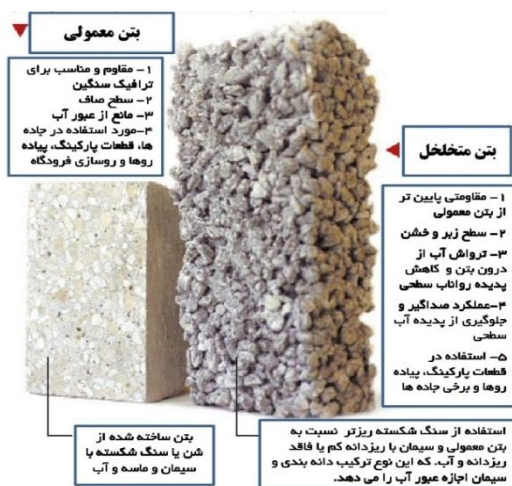 بتن معمولی
۱- مقاوم و مناسب برای
ترافیک سنگین
۲- سطح صاف
۳- مانع از عبور آب
۴-مورد استفاده در جاده
ها، قطعات پارکینگ، پیاده
روها و روسازی فرودگاه
بتن متخلخل
۱- مقاومتی پایین تر
از بتن معمولی
۲- سطح زبر و خشن
۳- ترواش آب از
درون بتن و کاهش
پدیده رواناب سطحی
۴-عملکرد صداگیر و
جلوگیری از پدیده آب
سطحی
۵- استفاده در
قطعات پارکینگ، پیاده
روها و برخی جاده ها
بتن ساخته شده از
شن یا سنگ شکسته با
سیمان و ماسه و آب
استفاده از سنگ شکسته ریزتر نسبت به
بتن معمولی و سیمان با ریزدانه کم یا فاقد
ریزدانه و آب. که این نوع ترکیب دانه بندی و
سیمان اجازه عبور آب را می دهد.